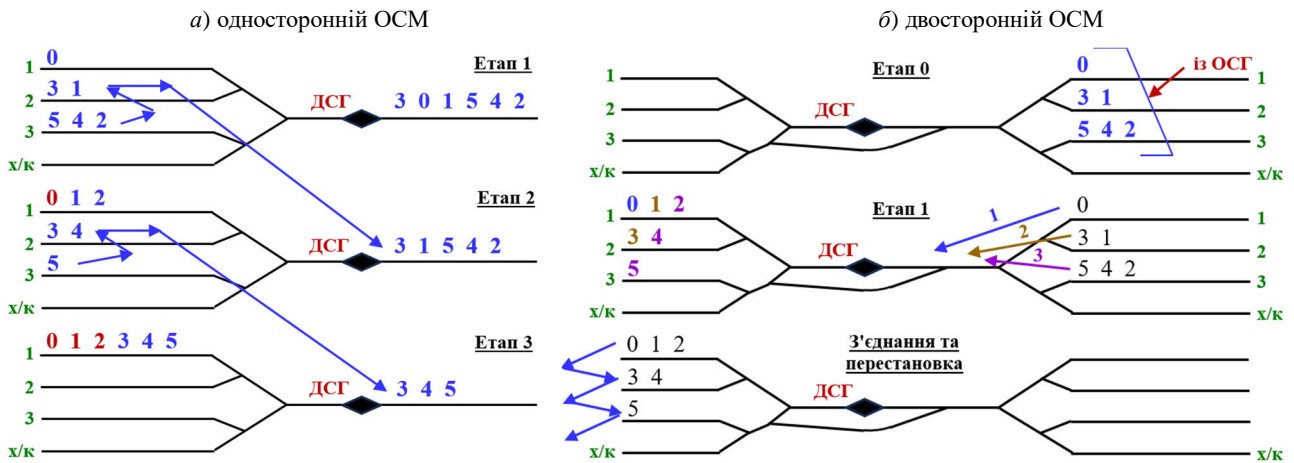 а) односторонній ОСМ
0
1
Етап 1
3 1
ДСГ
3 0 1 5 4 2
2
5 4 2
3
х/к
0 1 2
Етап 2
1
3 4
ДСГ
3 1 5 4 2
2
5
3
х/к
0 1 2 3 4 5
Етап 3
1
2
ДСГ
3 4 5
3
х/к
б) двосторонній ОСМ
Етап 0
0
із ОСГ
1
1
3 1
2
ДСГ
2
5 4 2
3
3
х/к
х/к
0 1 2
Етап 1
1
0
1
1
3 4
2
3 1
2
ДСГ
2
5
3
5 4 2
3
3
х/к
х/к
0 1 2
З'єднання та
перестановка
3 4
ДСГ
5
х/к
х/к